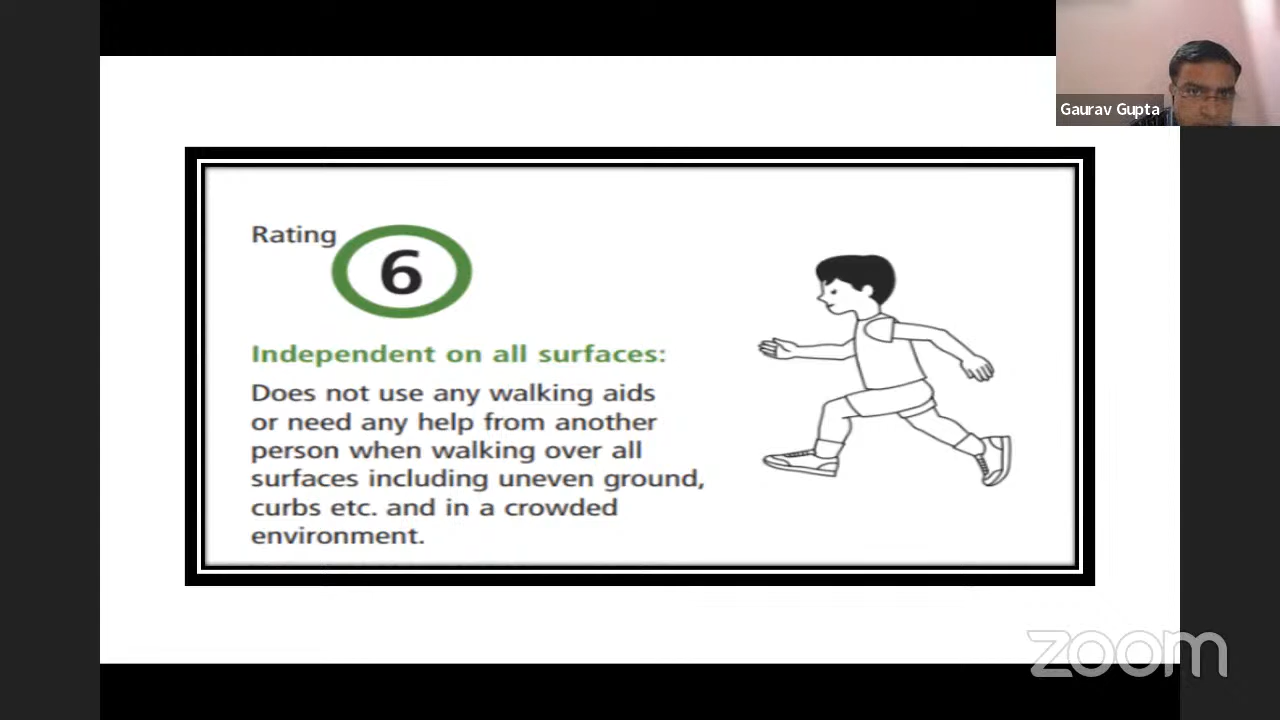 Gaurav Gupta
Rating
6
Independent on all surfaces:
Does not use any walking aids
or need any help from another
person when walking over all
surfaces including uneven ground,
curbs etc. and in a crowded
environment.
zoom